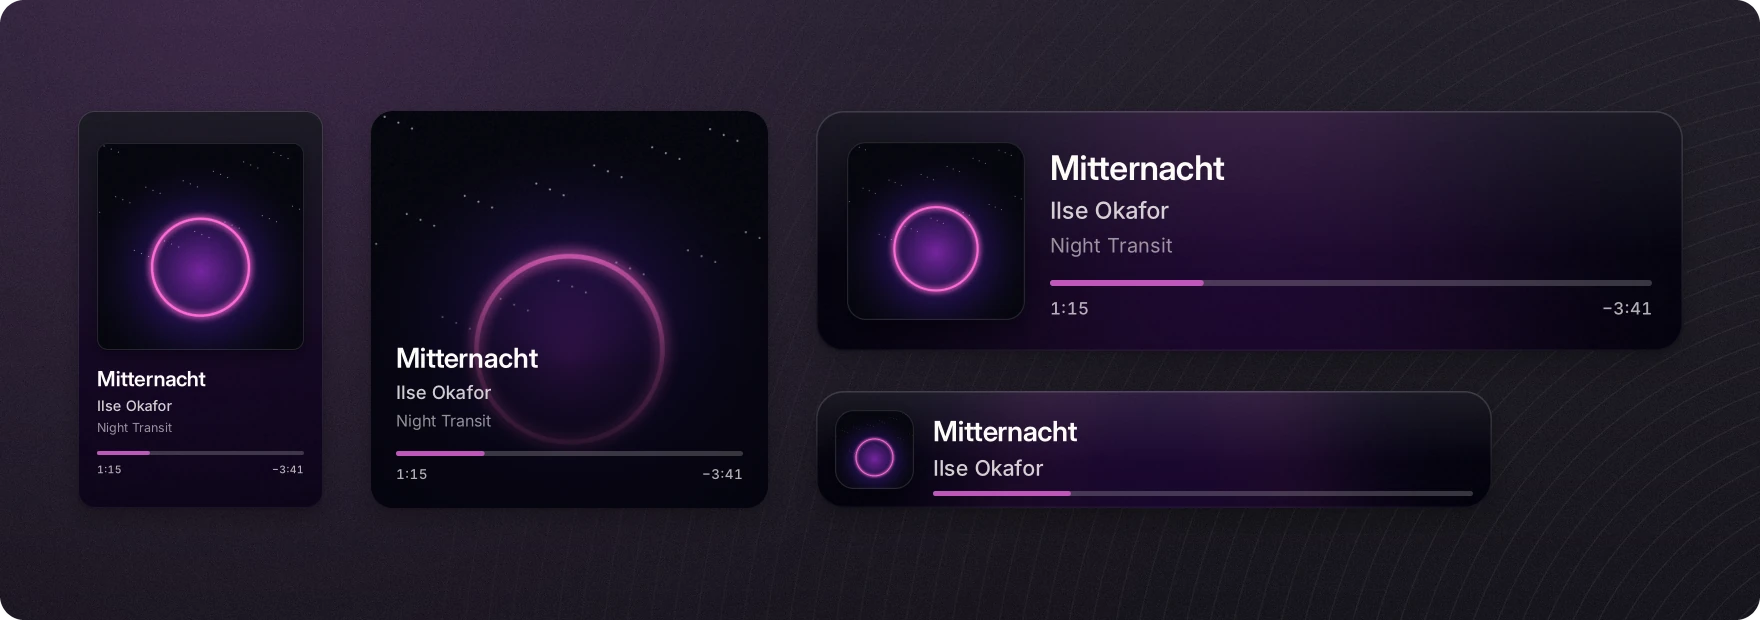 Mitternacht
Ilse Okafor
Night Transit
1:15 −3:41
Mitternacht
Ilse Okafor
Night Transit
1:15 −3:41
Mitternacht
Ilse Okafor
Night Transit
1:15 −3:41
Mitternacht
Ilse Okafor